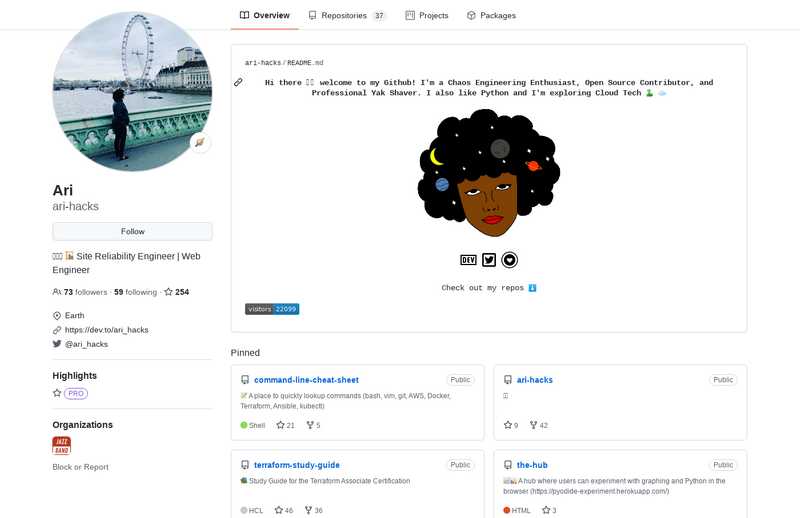 Overview
Repositories 37
Projects
Packages
Ari
ari-hacks
Follow
Site Reliability Engineer | Web
Engineer
73 followers · 59 following · 254
Earth
https://dev.to/ari_hacks
@ari_hacks
Highlights
PRO
Organizations
JAZZ
BAND
Block or Report
ari-hacks/README.md
Hi there welcome to my Github! I'm a Chaos Engineering Enthusiast, Open Source Contributor, and
Professional Yak Shaver. I also like Python and I'm exploring Cloud Tech
DEV
Check out my repos
visitors 22099
Pinned
command-line-cheat-sheet Public
A place to quickly lookup commands (bash, vim, git, AWS, Docker,
Terraform, Ansible, kubectl)
Shell 21 5
ari-hacks Public
9 42
terraform-study-guide Public
Study Guide for the Terraform Associate Certification
HCL 46 36
the-hub Public
A hub where users can experiment with graphing and Python in the
browser (https://pyodide-experiment.herokuapp.com/)
HTML 3